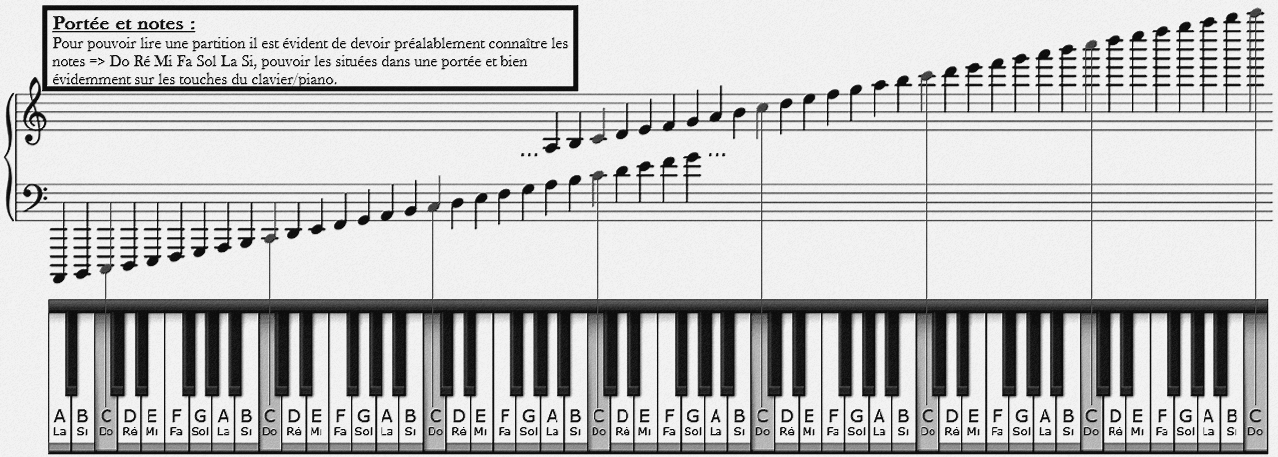 Portée et notes :
Pour pouvoir lire une partition il est évident de devoir préalablement connaître les
notes => Do Ré Mi Fa Sol La Si, pouvoir les situées dans une portée et bien
évidemment sur les touches du clavier/piano.
... ...
A B C D E F G A B C D E F G A B C D E F G A B C D E F G A B C D E F G A B C D E F G A B C D E F G A B C
La Si Do Ré Mi Fa Sol La Si Do Ré Mi Fa Sol La Si Do Ré Mi Fa Sol La Si Do Ré Mi Fa Sol La Si Do Ré Mi Fa Sol La Si Do Ré Mi Fa Sol La Si Do Ré Mi Fa Sol La Si Do